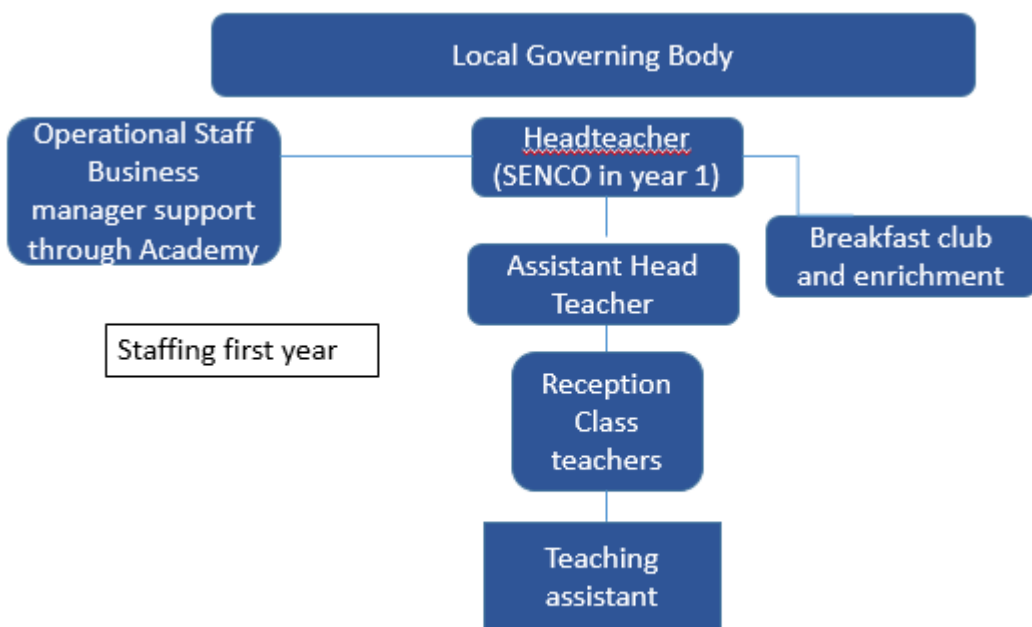 Local Governing Body
Operational Staff
Business
manager support
through Academy
Headteacher
(SENCO in year 1)
Breakfast club
and enrichment
Assistant Head
Teacher
Staffing first year
Reception
Class
teachers
Teaching
assistant